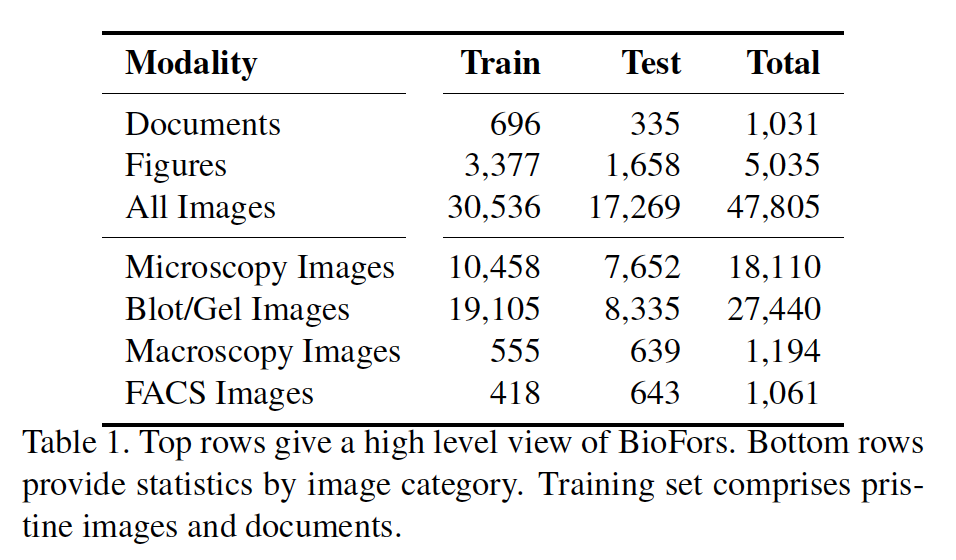 Modality Train Test Total
Documents 696 335 1,031
Figures 3,377 1,658 5,035
All Images 30,536 17,269 47,805
Microscopy Images 10,458 7,652 18,110
Blot/Gel Images 19,105 8,335 27,440
Macroscopy Images 555 639 1,194
FACS Images 418 643 1,061
Table 1. Top rows give a high level view of BioFors. Bottom rows
provide statistics by image category. Training set comprises pris-
tine images and documents.